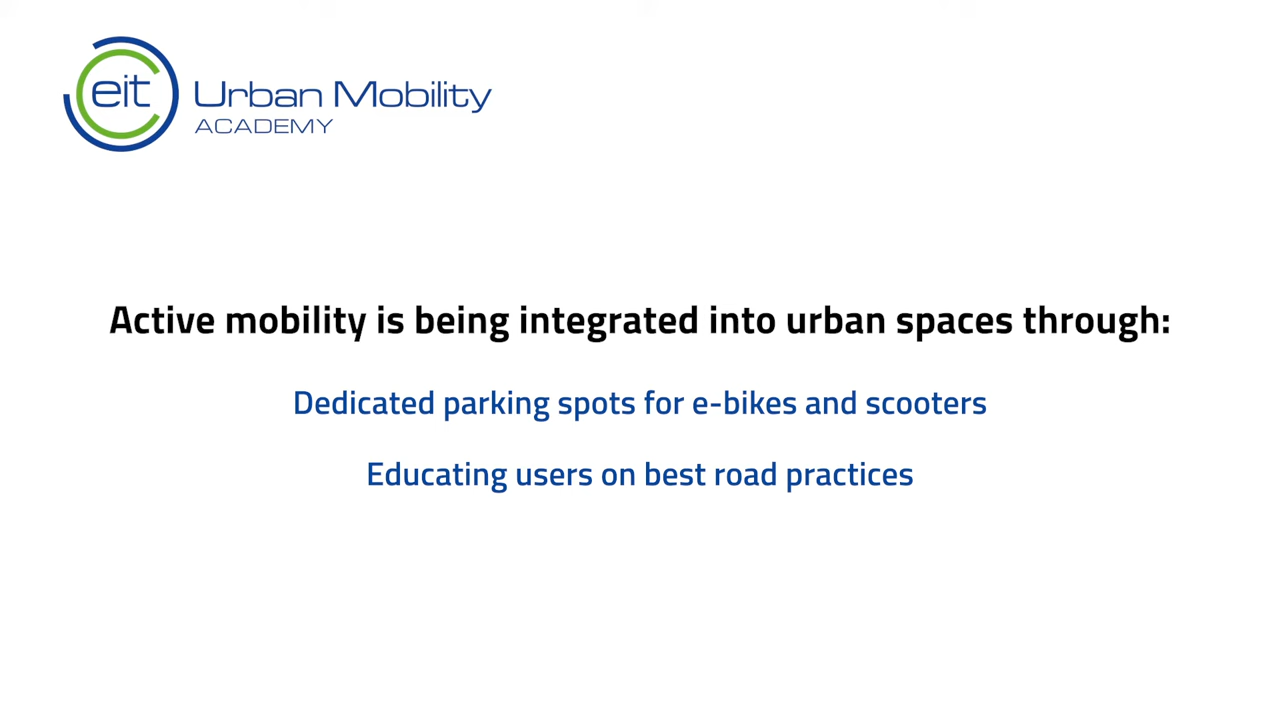 eit Urban Mobility
ACADEMY
Active mobility is being integrated into urban spaces through:
Dedicated parking spots for e-bikes and scooters
Educating users on best road practices